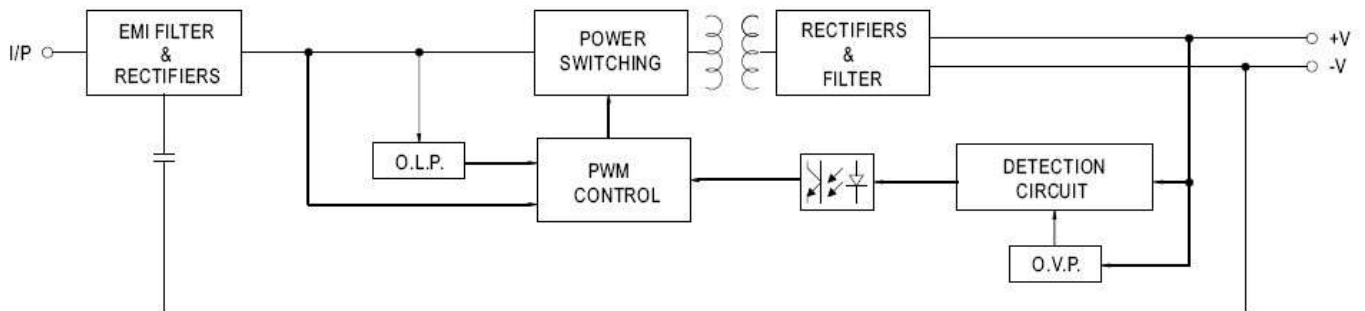 I/P
EMI FILTER
&
RECTIFIERS
POWER
SWITCHING
RECTIFIERS
&
FILTER
+V
-V
O.L.P.
PWM
CONTROL
DETECTION
CIRCUIT
O.V.P.